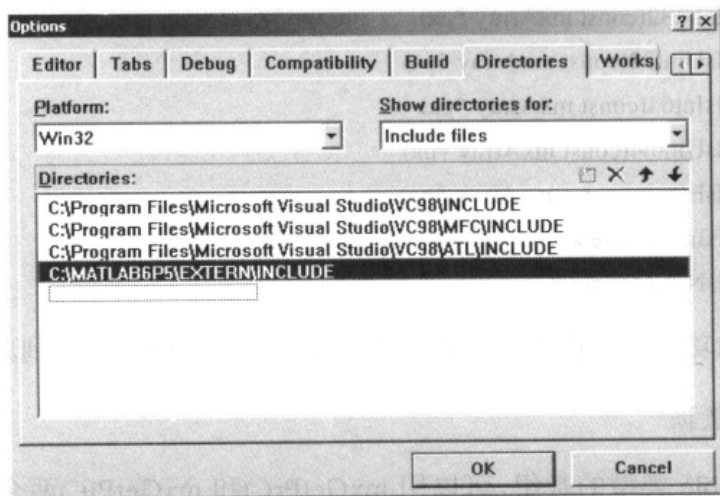 Options
Editor Tabs Debug Compatibility Build Directories
Platform: Show directories for:
Win32 Include files
Directories:
C:\Program Files\Microsoft Visual Studio\VC98\INCLUDE
C:\Program Files\Microsoft Visual Studio\VC98\MFC\INCLUDE
C:\Program Files\Microsoft Visual Studio\VC98\ATL\INCLUDE
C:\MATLAB6P5\EXTERN\INCLUDE
OK Cancel